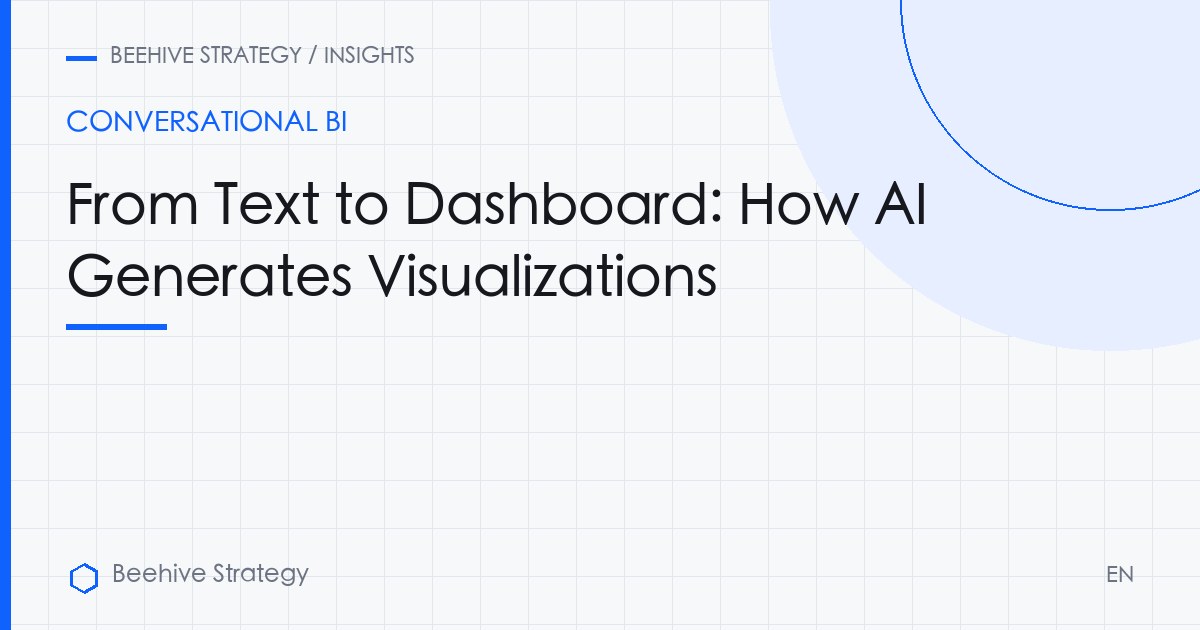 BEEHIVE STRATEGY / INSIGHTS
CONVERSATIONAL BI
From Text to Dashboard: How AI
Generates Visualizations
Beehive Strategy
EN